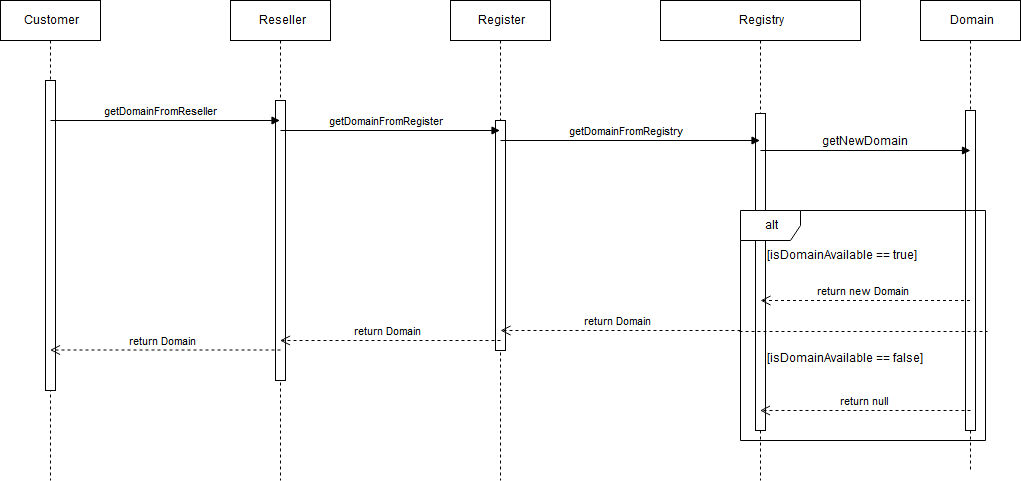 Customer
Reseller
Register
Registry
Domain
getDomainFromReseller
getDomainFromRegister
getDomainFromRegistry
getNewDomain
alt
[isDomainAvailable == true]
return new Domain
return Domain
return Domain
return Domain
[isDomainAvailable == false]
return null